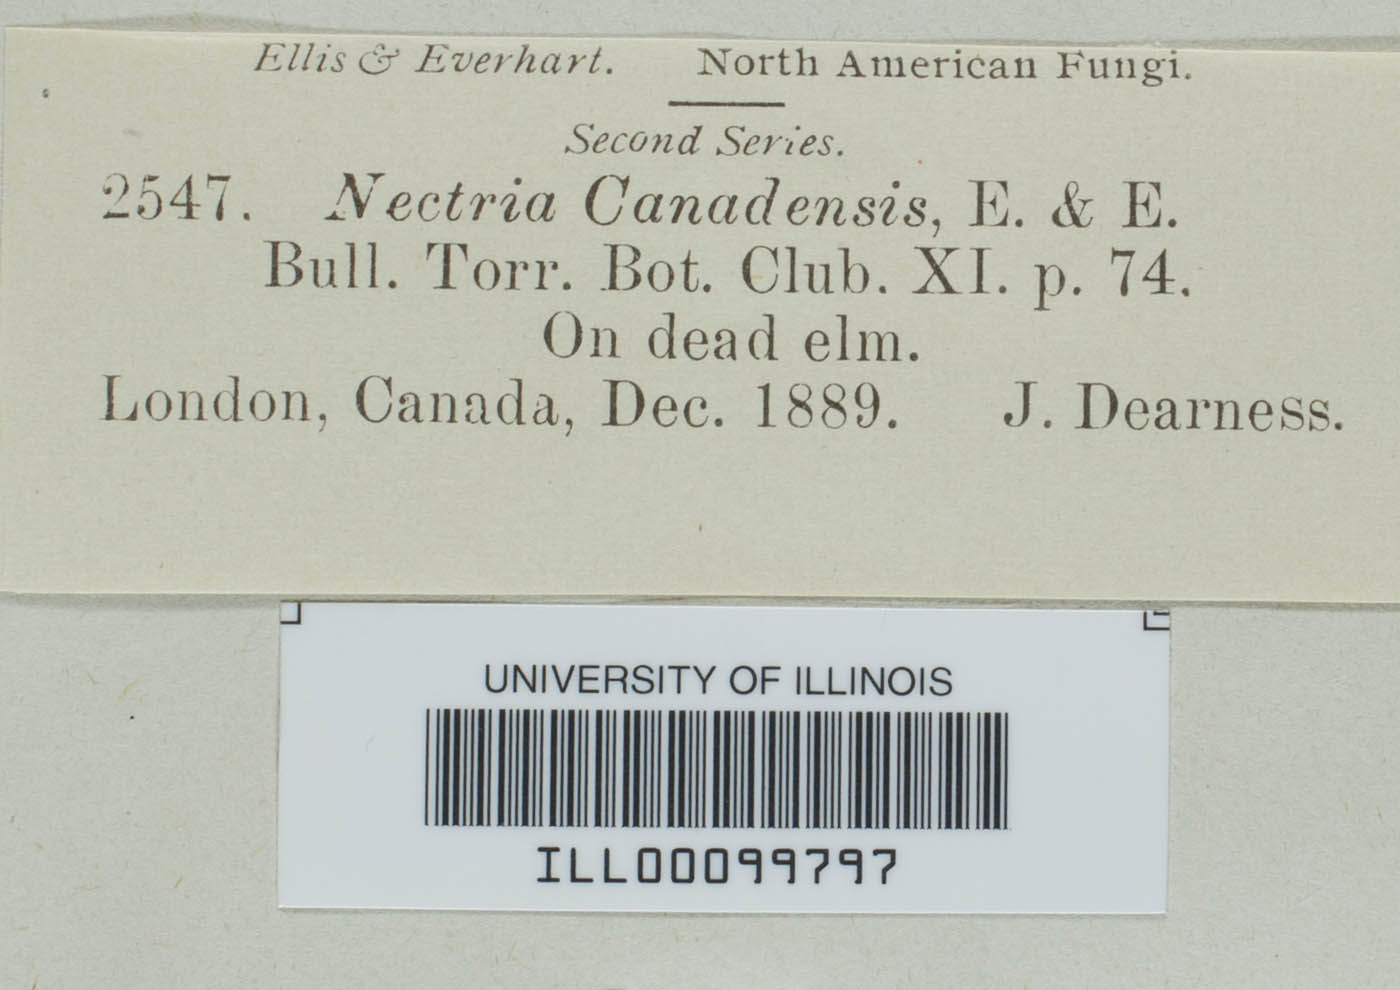 Ellis & Everhart. North American Fungi.
Second Series.
2547. Nectria Canadensis, E. & E.
Bull. Torr. Bot. Club. XI. p. 74.
On dead elm.
London, Canada, Dec. 1889. J. Dearness.
UNIVERSITY OF ILLINOIS
ILL00099797